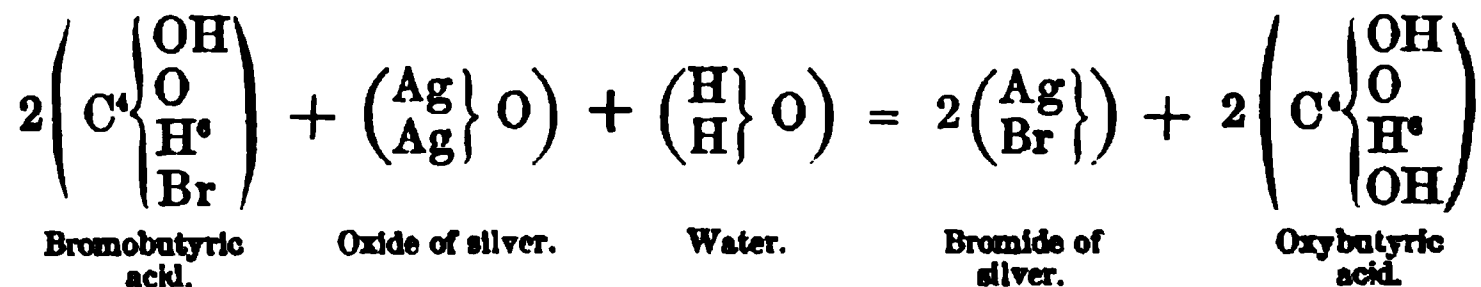 2(C⁴{OH O H⁶ Br) + (Ag Ag} O) + (H H} O) = 2(Ag Br}) + 2(C⁴{OH O H⁶ OH)
Bromobutyric acid. Oxide of silver. Water. Bromide of silver. Oxybutyric acid.